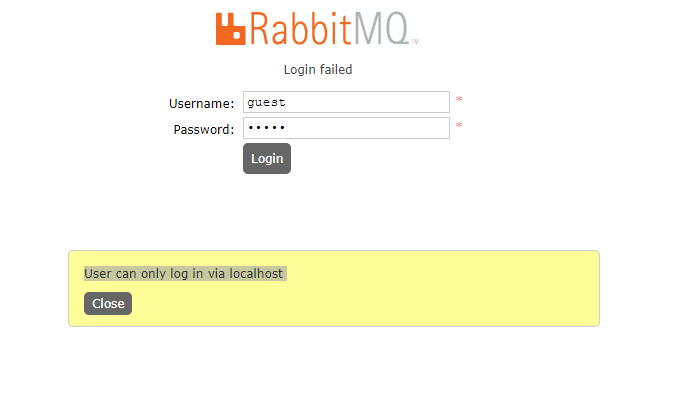 RabbitMQ™
Login failed
Username: guest *
Password: ••••• *
Login
User can only log in via localhost
Close